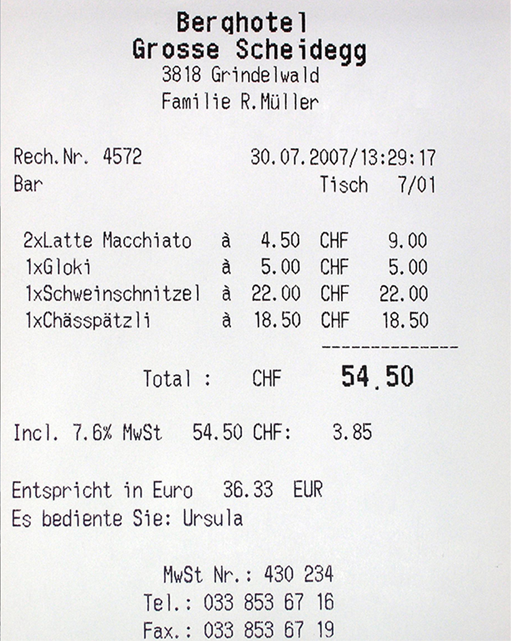 Berghotel
Grosse Scheidegg
3818 Grindelwald
Familie R.Müller
Rech.Nr. 4572 30.07.2007/13:29:17
Bar Tisch 7/01
2xLatte Macchiato à 4.50 CHF 9.00
1xGloki à 5.00 CHF 5.00
1xSchweinschnitzel à 22.00 CHF 22.00
1xChässpätzli à 18.50 CHF 18.50
--------------
Total : CHF 54.50
Incl. 7.6% MwSt 54.50 CHF: 3.85
Entspricht in Euro 36.33 EUR
Es bediente Sie: Ursula
MwSt Nr.: 430 234
Tel.: 033 853 67 16
Fax.: 033 853 67 19